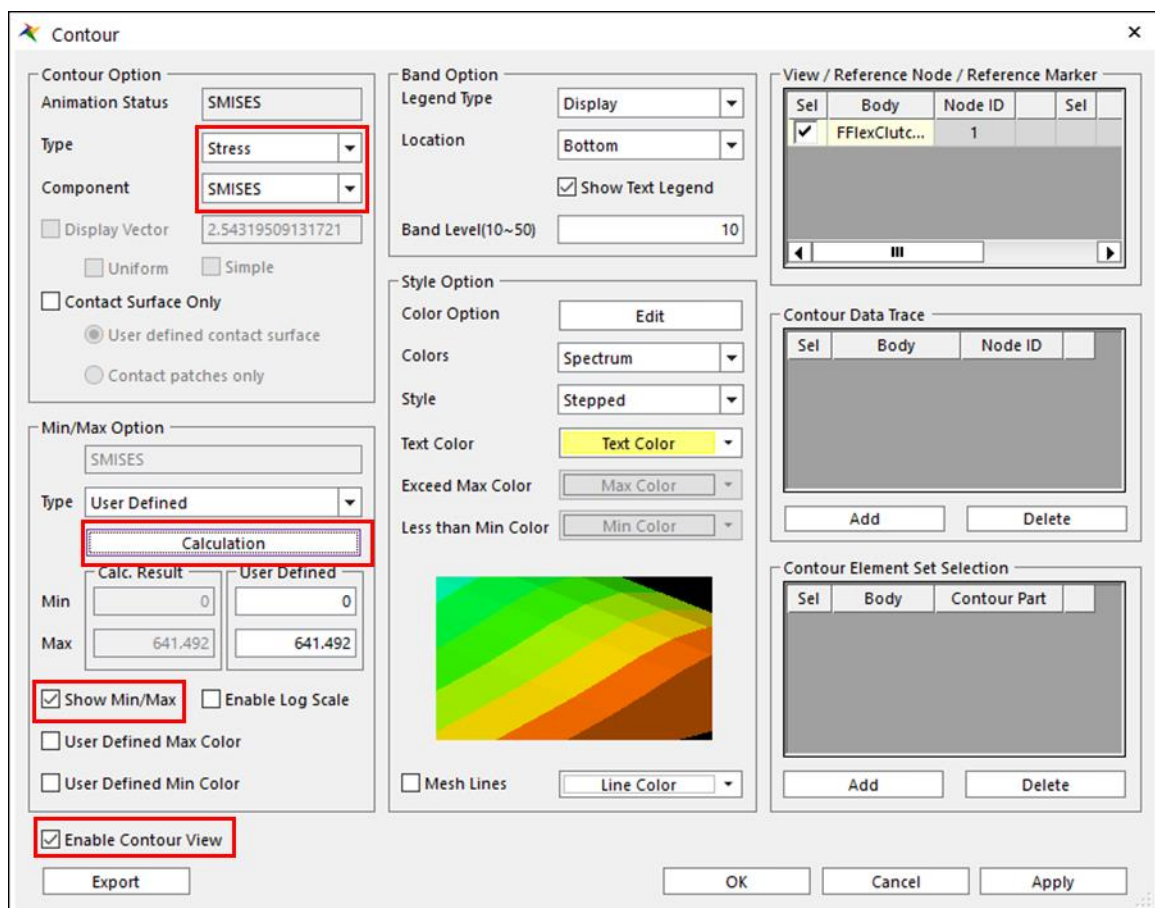 Contour
Contour Option
Animation Status SMISES
Type Stress
Component SMISES
Display Vector 2.54319509131721
Uniform Simple
Contact Surface Only
User defined contact surface
Contact patches only
Min/Max Option
SMISES
Type User Defined
Calculation
Calc. Result User Defined
Min 0 0
Max 641.492 641.492
Show Min/Max Enable Log Scale
User Defined Max Color
User Defined Min Color
Enable Contour View
Export
Band Option
Legend Type Display
Location Bottom
Show Text Legend
Band Level(10~50) 10
Style Option
Color Option Edit
Colors Spectrum
Style Stepped
Text Color Text Color
Exceed Max Color Max Color
Less than Min Color Min Color
Mesh Lines Line Color
View / Reference Node / Reference Marker
Sel Body Node ID Sel
FFlexClutc... 1
Contour Data Trace
Sel Body Node ID
Add Delete
Contour Element Set Selection
Sel Body Contour Part
Add Delete
OK Cancel Apply